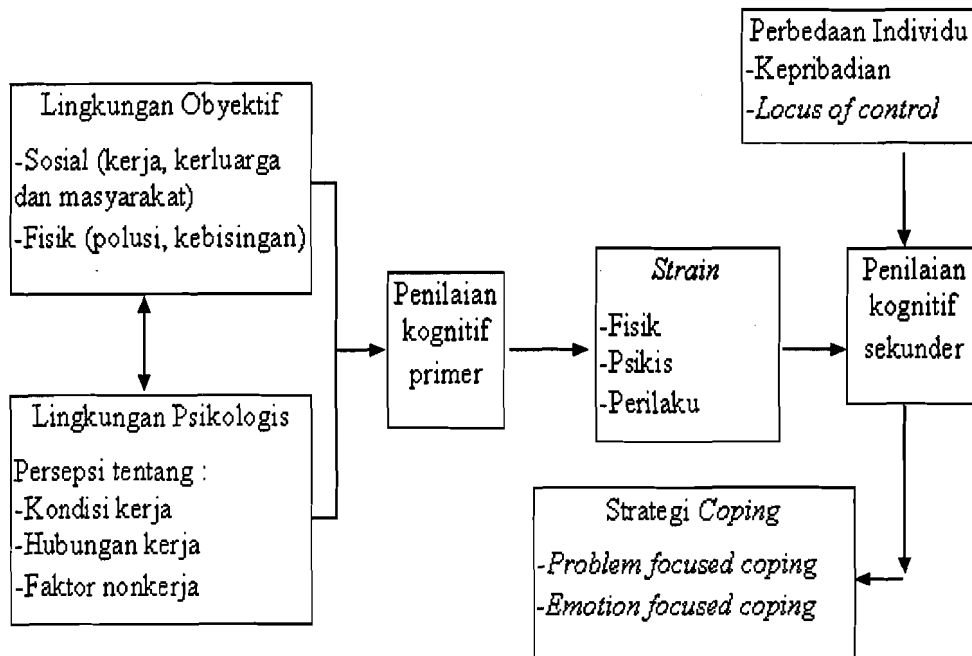 Lingkungan Obyektif
-Sosial (kerja, kerluarga
dan masyarakat)
-Fisik (polusi, kebisingan)
Lingkungan Psikologis
Persepsi tentang :
-Kondisi kerja
-Hubungan kerja
-Faktor nonkerja
Penilaian
kognitif
primer
Strain
-Fisik
-Psikis
-Perilaku
Perbedaan Individu
-Kepribadian
-Locus of control
Penilaian
kognitif
sekunder
Strategi Coping
-Problem focused coping
-Emotion focused coping